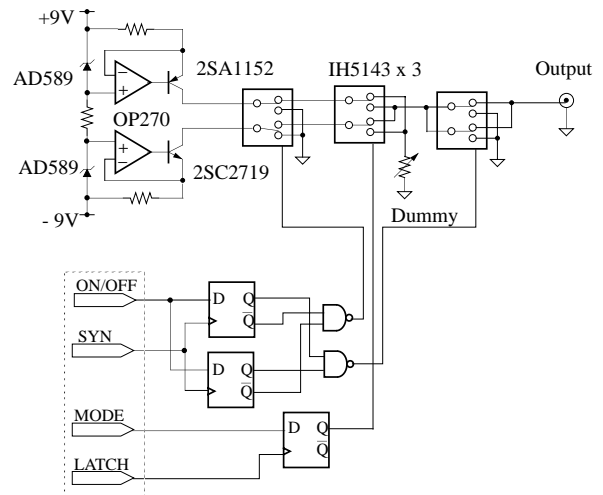 +9V
2SA1152
IH5143 x 3
Output
AD589
−
+
OP270
+
−
AD589
2SC2719
- 9V
Dummy
ON/OFF
D Q
Q
SYN
D Q
Q
MODE
D Q
Q
LATCH